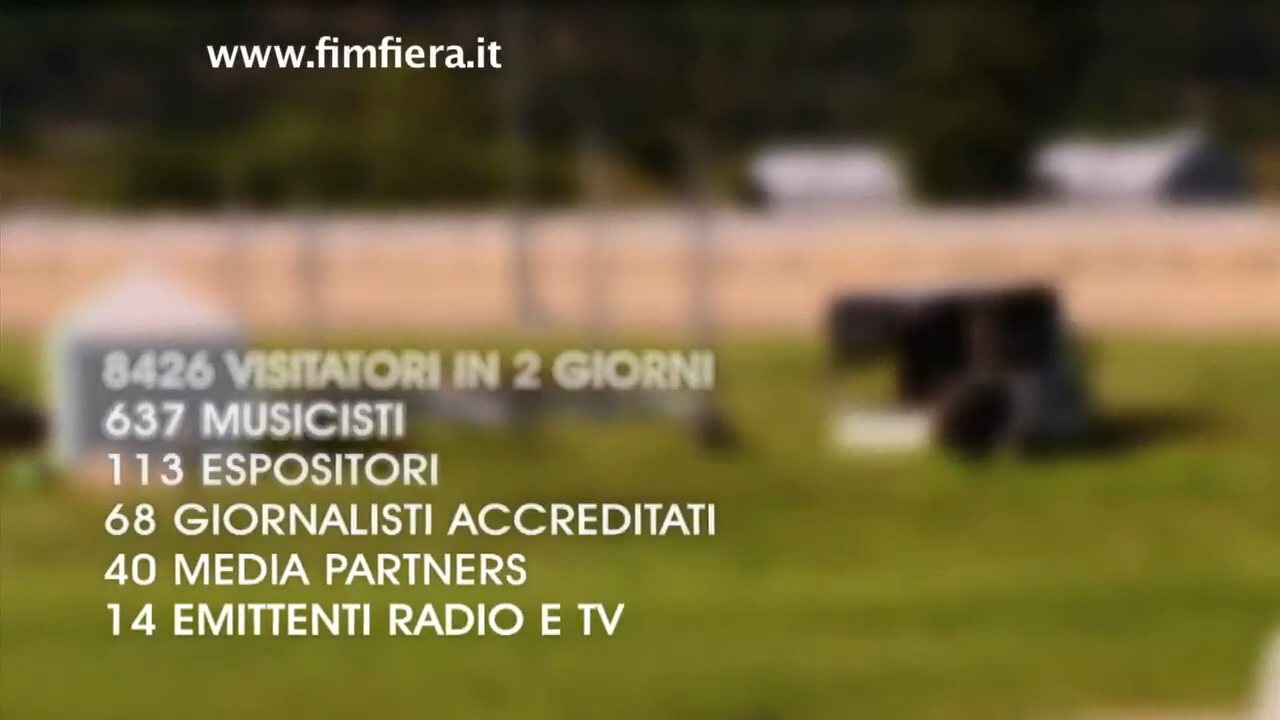 www.fimfiera.it
8426 VISITATORI IN 2 GIORNI
637 MUSICISTI
113 ESPOSITORI
68 GIORNALISTI ACCREDITATI
40 MEDIA PARTNERS
14 EMITTENTI RADIO E TV